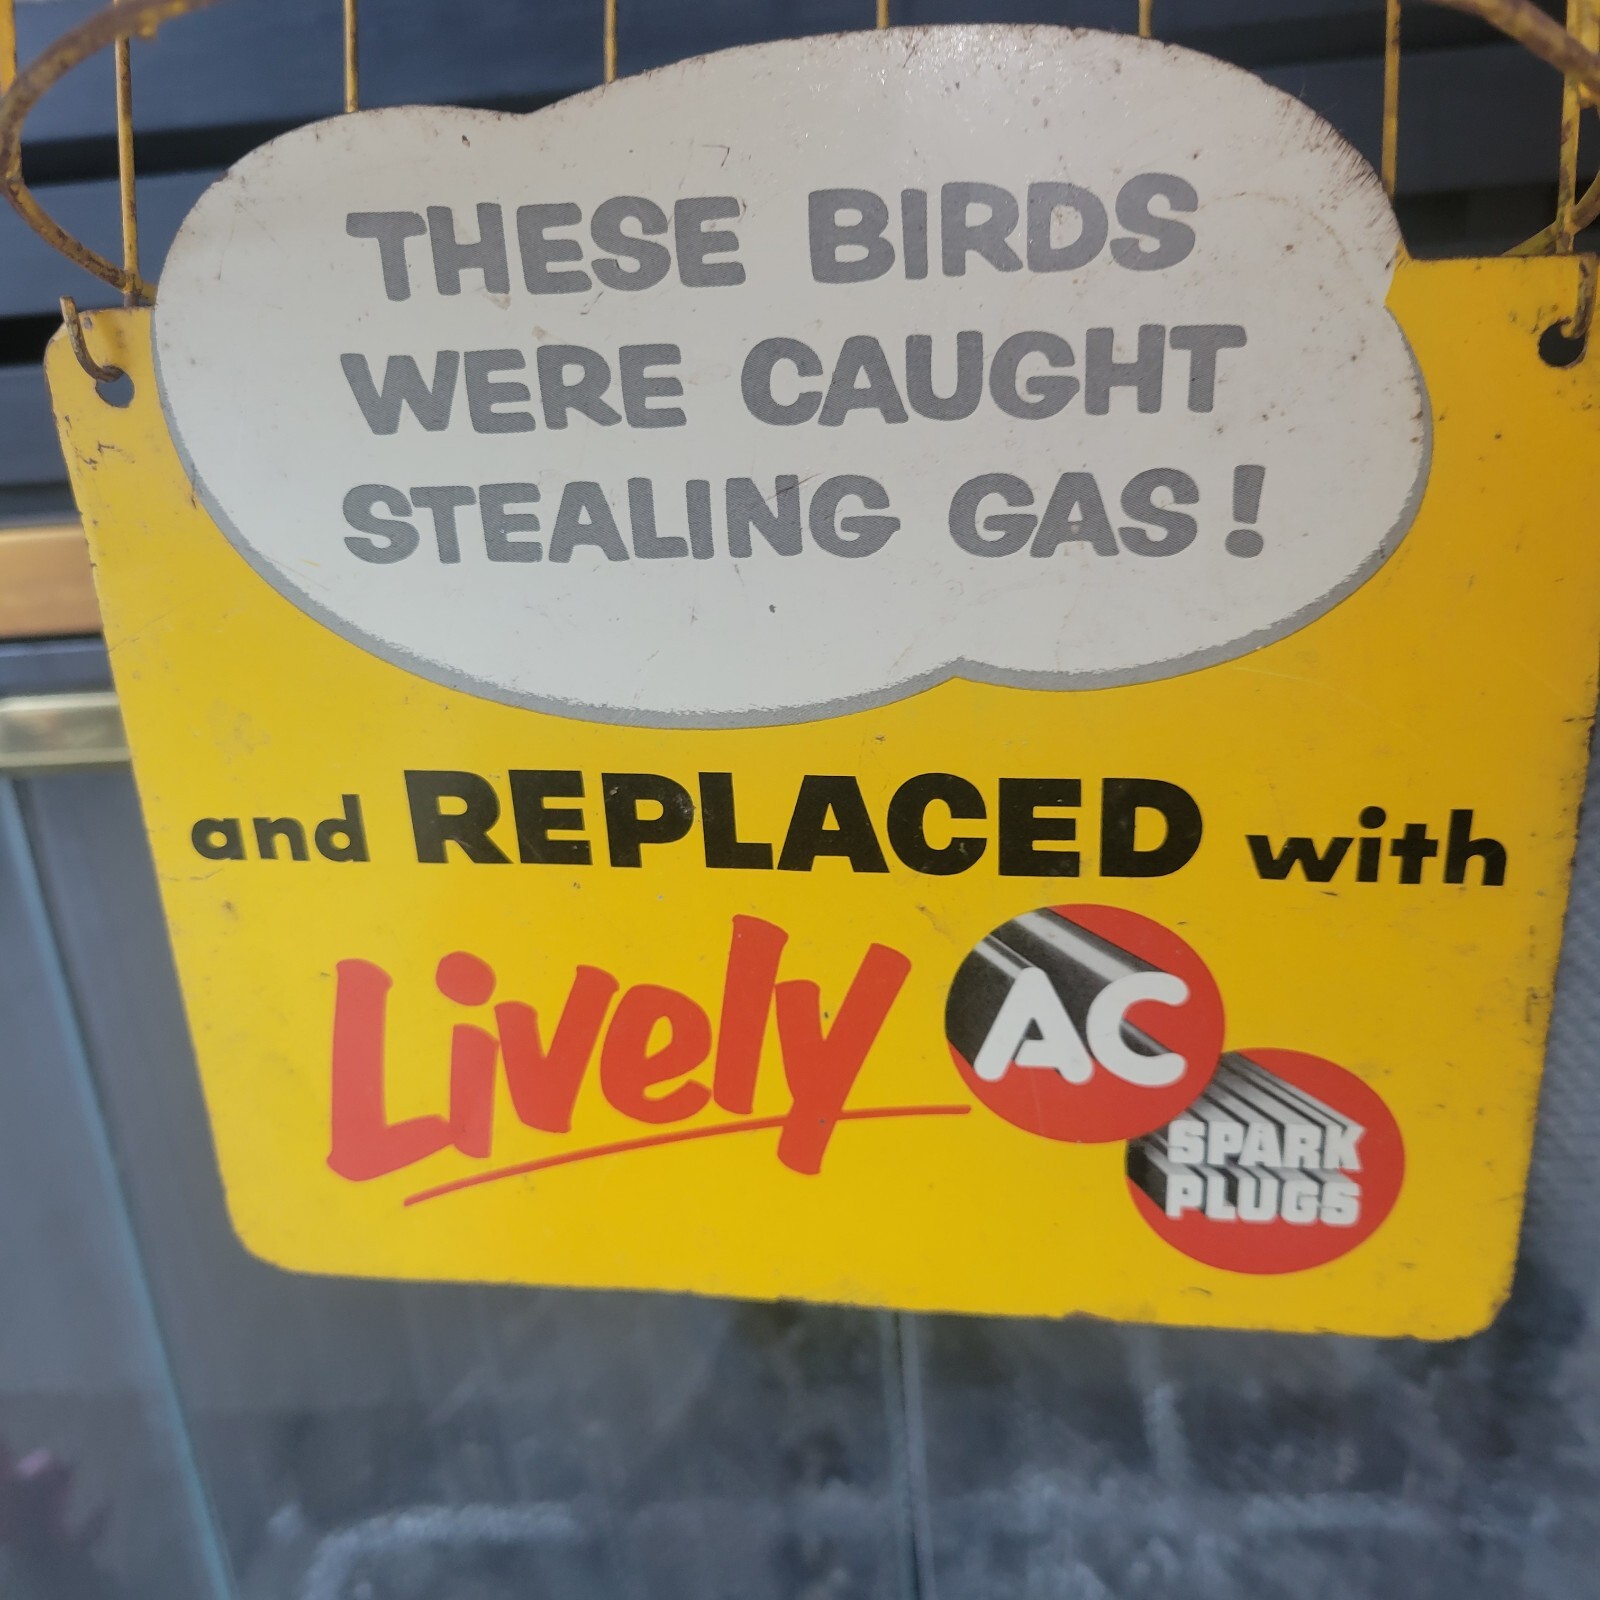 THESE BIRDS
WERE CAUGHT
STEALING GAS!
and REPLACED with
Lively AC
SPARK
PLUGS